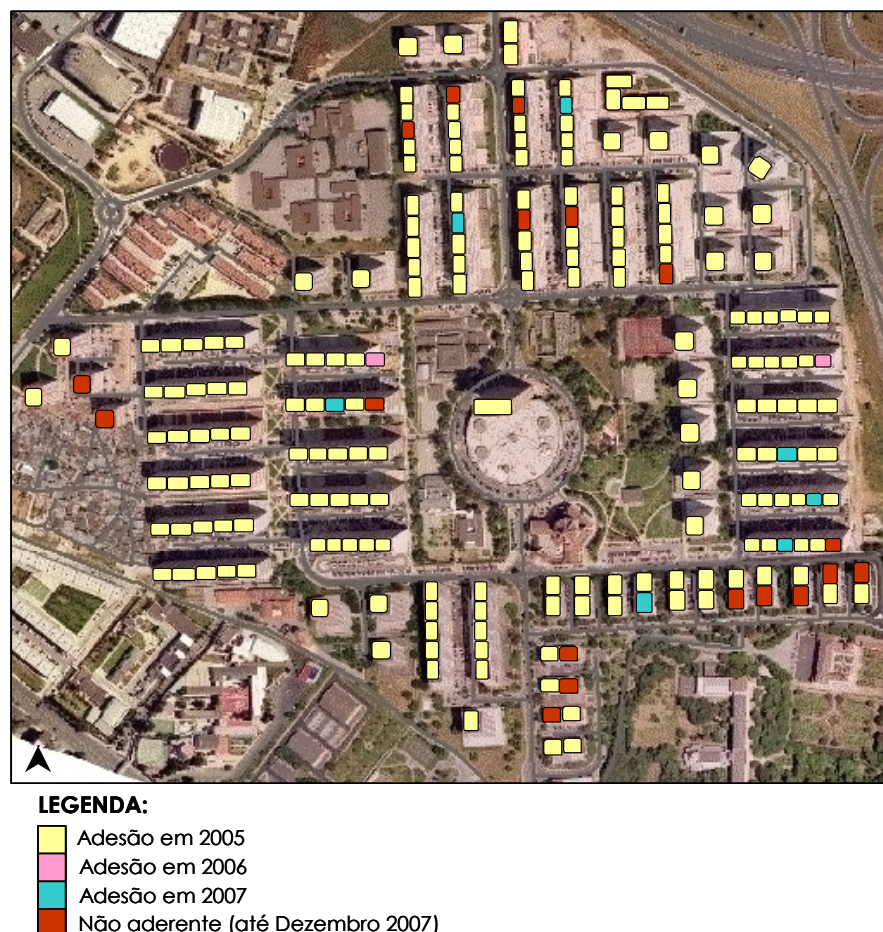 LEGENDA:
Adesão em 2005
Adesão em 2006
Adesão em 2007
Não aderente (até Dezembro 2007)